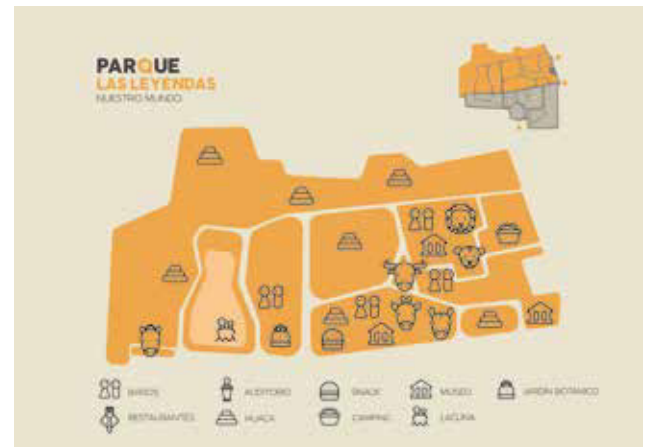 PARQUE
LAS LEYENDAS
NUESTRO MUNDO
BAÑOS
AUDITORIO
SNACK
MUSEO
JARDÍN BOTÁNICO
RESTAURANTES
HUACA
CAMPING
LAGUNA